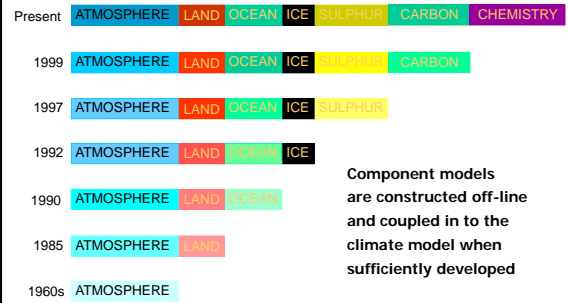 Present ATMOSPHERE LAND OCEAN ICE SULPHUR CARBON CHEMISTRY
1999 ATMOSPHERE LAND OCEAN ICE SULPHUR CARBON
1997 ATMOSPHERE LAND OCEAN ICE SULPHUR
1992 ATMOSPHERE LAND OCEAN ICE
1990 ATMOSPHERE LAND OCEAN
1985 ATMOSPHERE LAND
1960s ATMOSPHERE
Component models
are constructed off-line
and coupled in to the
climate model when
sufficiently developed